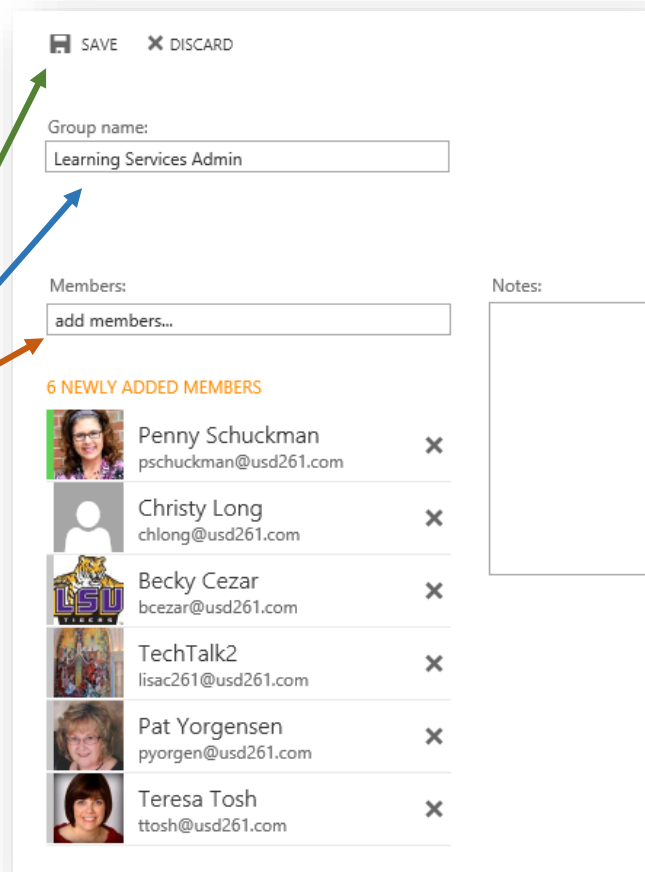 SAVE DISCARD
Group name:
Learning Services Admin
Members:
Notes:
add members...
6 NEWLY ADDED MEMBERS
Penny Schuckman
pschuckman@usd261.com
Christy Long
chlong@usd261.com
Becky Cezar
bcezar@usd261.com
LSU
TIGERS
TechTalk2
lisac261@usd261.com
Pat Yorgensen
pyorgen@usd261.com
Teresa Tosh
ttosh@usd261.com